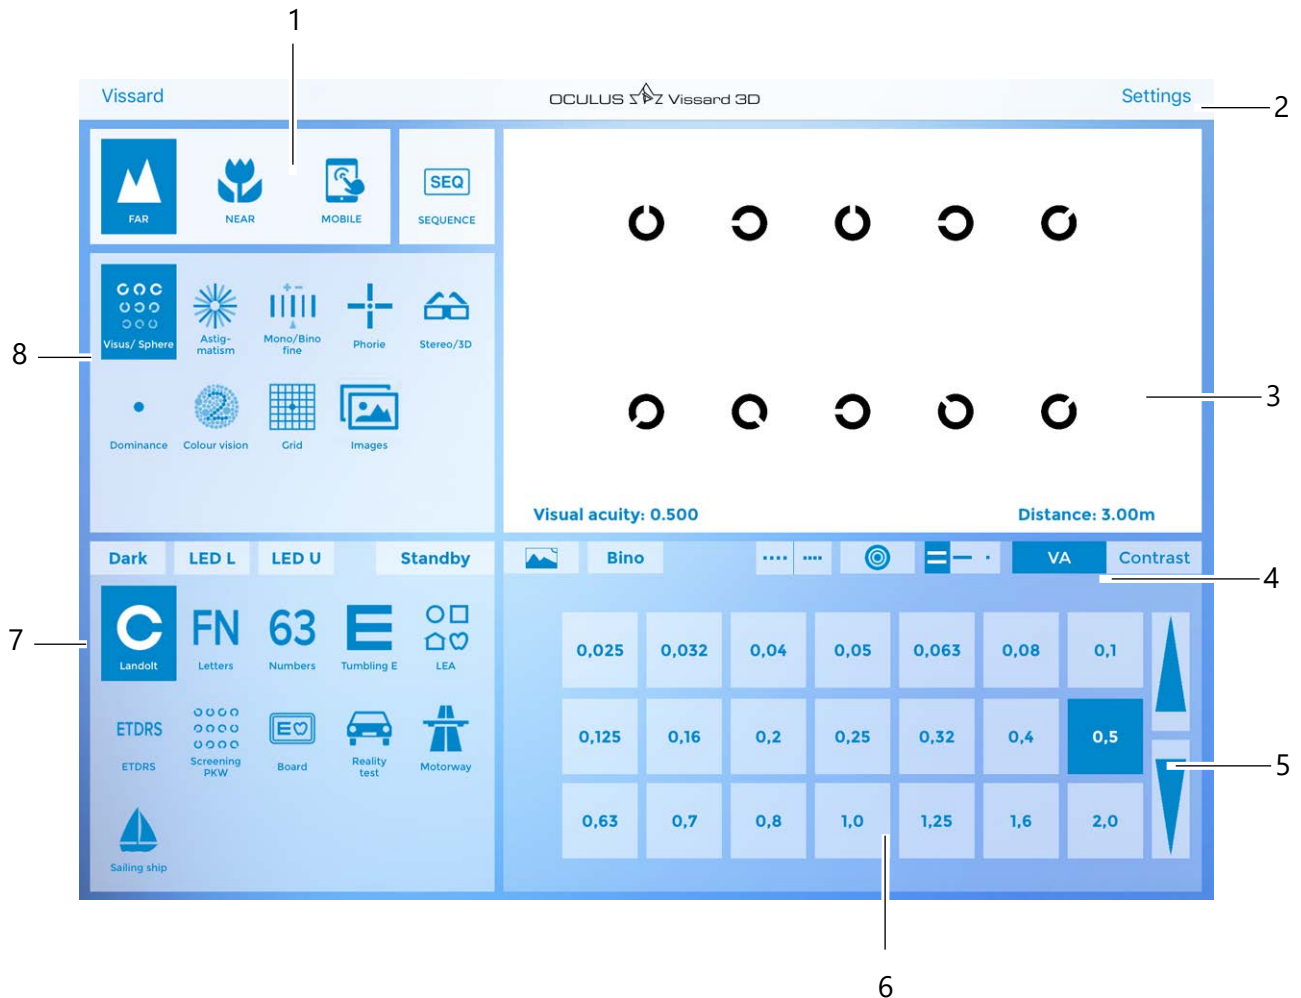 1
Vissard
OCULUS Vissard 3D
Settings
2
FAR
NEAR
MOBILE
SEQ
SEQUENCE
Visus/ Sphere
Astig-
matism
+ -
Mono/Bino
fine
Phorie
Stereo/3D
8
2
Dominance
Colour vision
Grid
Images
3
Visual acuity: 0.500
Distance: 3.00m
Dark
LED L
LED U
Standby
Bino
VA
Contrast
4
C
Landolt
FN
Letters
63
Numbers
E
Tumbling E
LEA
7
ETDRS
ETDRS
Screening
PKW
E
Board
Reality
test
Motorway
Sailing ship
0,025
0,032
0,04
0,05
0,063
0,08
0,1
0,125
0,16
0,2
0,25
0,32
0,4
0,5
5
0,63
0,7
0,8
1,0
1,25
1,6
2,0
6